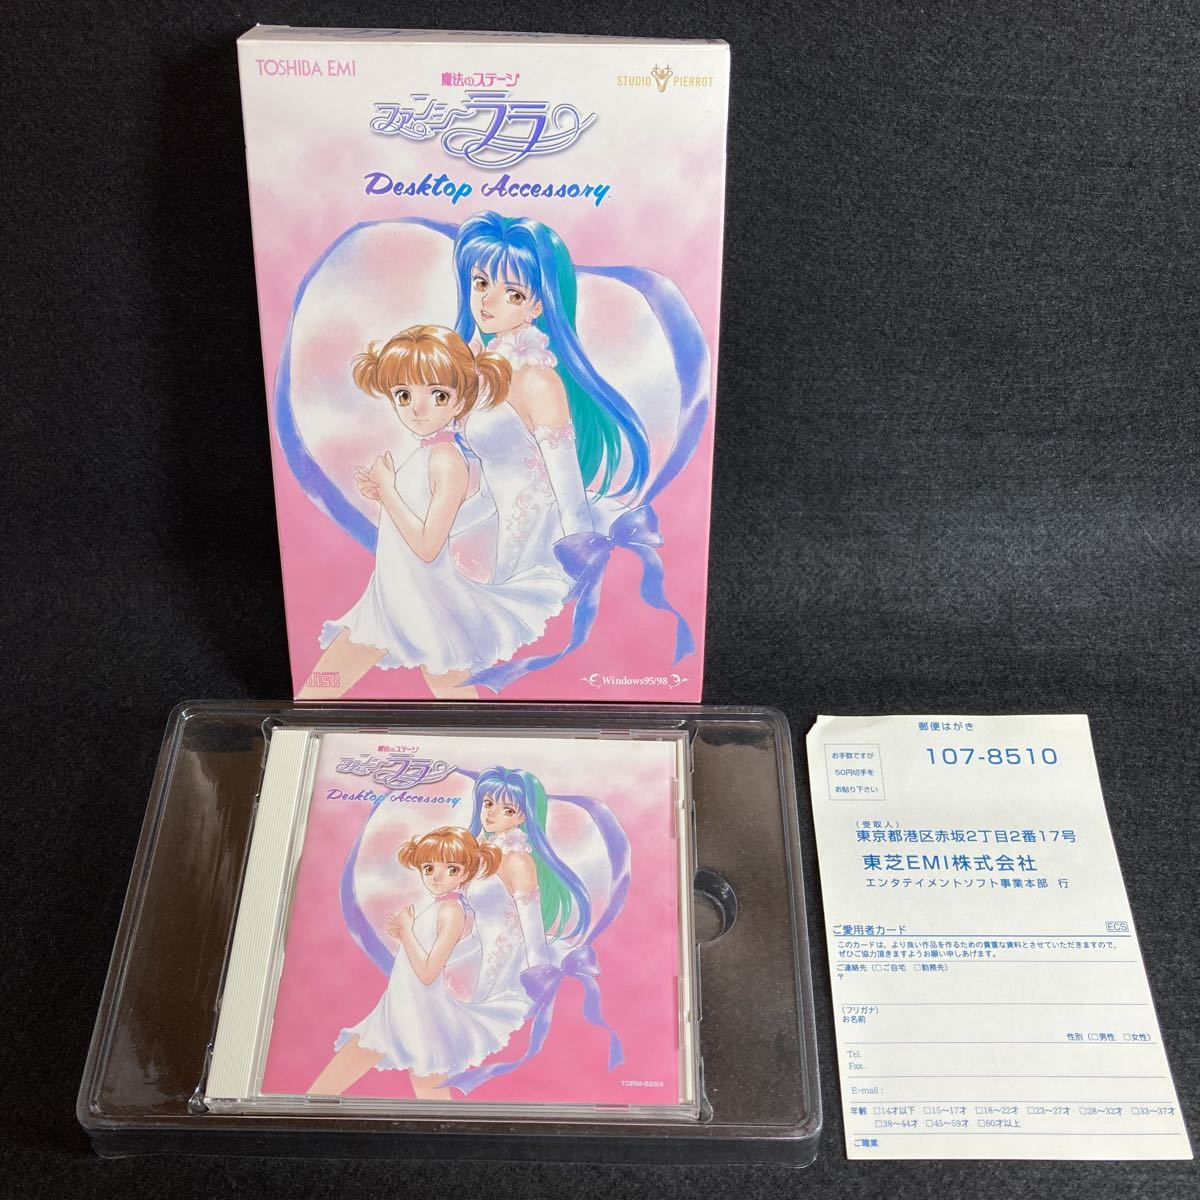 TOSHIBA EMI
魔法のステージ
STUDIO PIERROT
ファンシーララ
Desktop Accessory.
COMPACT
disc
Windows95/98
魔法のステージ
ファンシーララ
Desktop Accessory.
TORM-5264
郵便はがき
お手数ですが
50円切手を
お貼り下さい
107-8510
(受取人)
東京都港区赤坂2丁目2番17号
東芝EMI株式会社
エンタテイメントソフト事業本部 行
ご愛用者カード
ECS
このカードは、より良い作品を作るための貴重な資料とさせていただきますので、
ぜひご協力頂きますようお願い申しあげます。
ご連絡先 (□ご自宅 □勤務先)
〒
(フリガナ)
お名前
性別 (□男性 □女性)
Tel.
Fax.
E-mail :
年齢 □14才以下 □15〜17才 □18〜22才 □23〜27才 □28〜32才 □33〜37才
□38〜44才 □45〜59才 □60才以上
ご職業